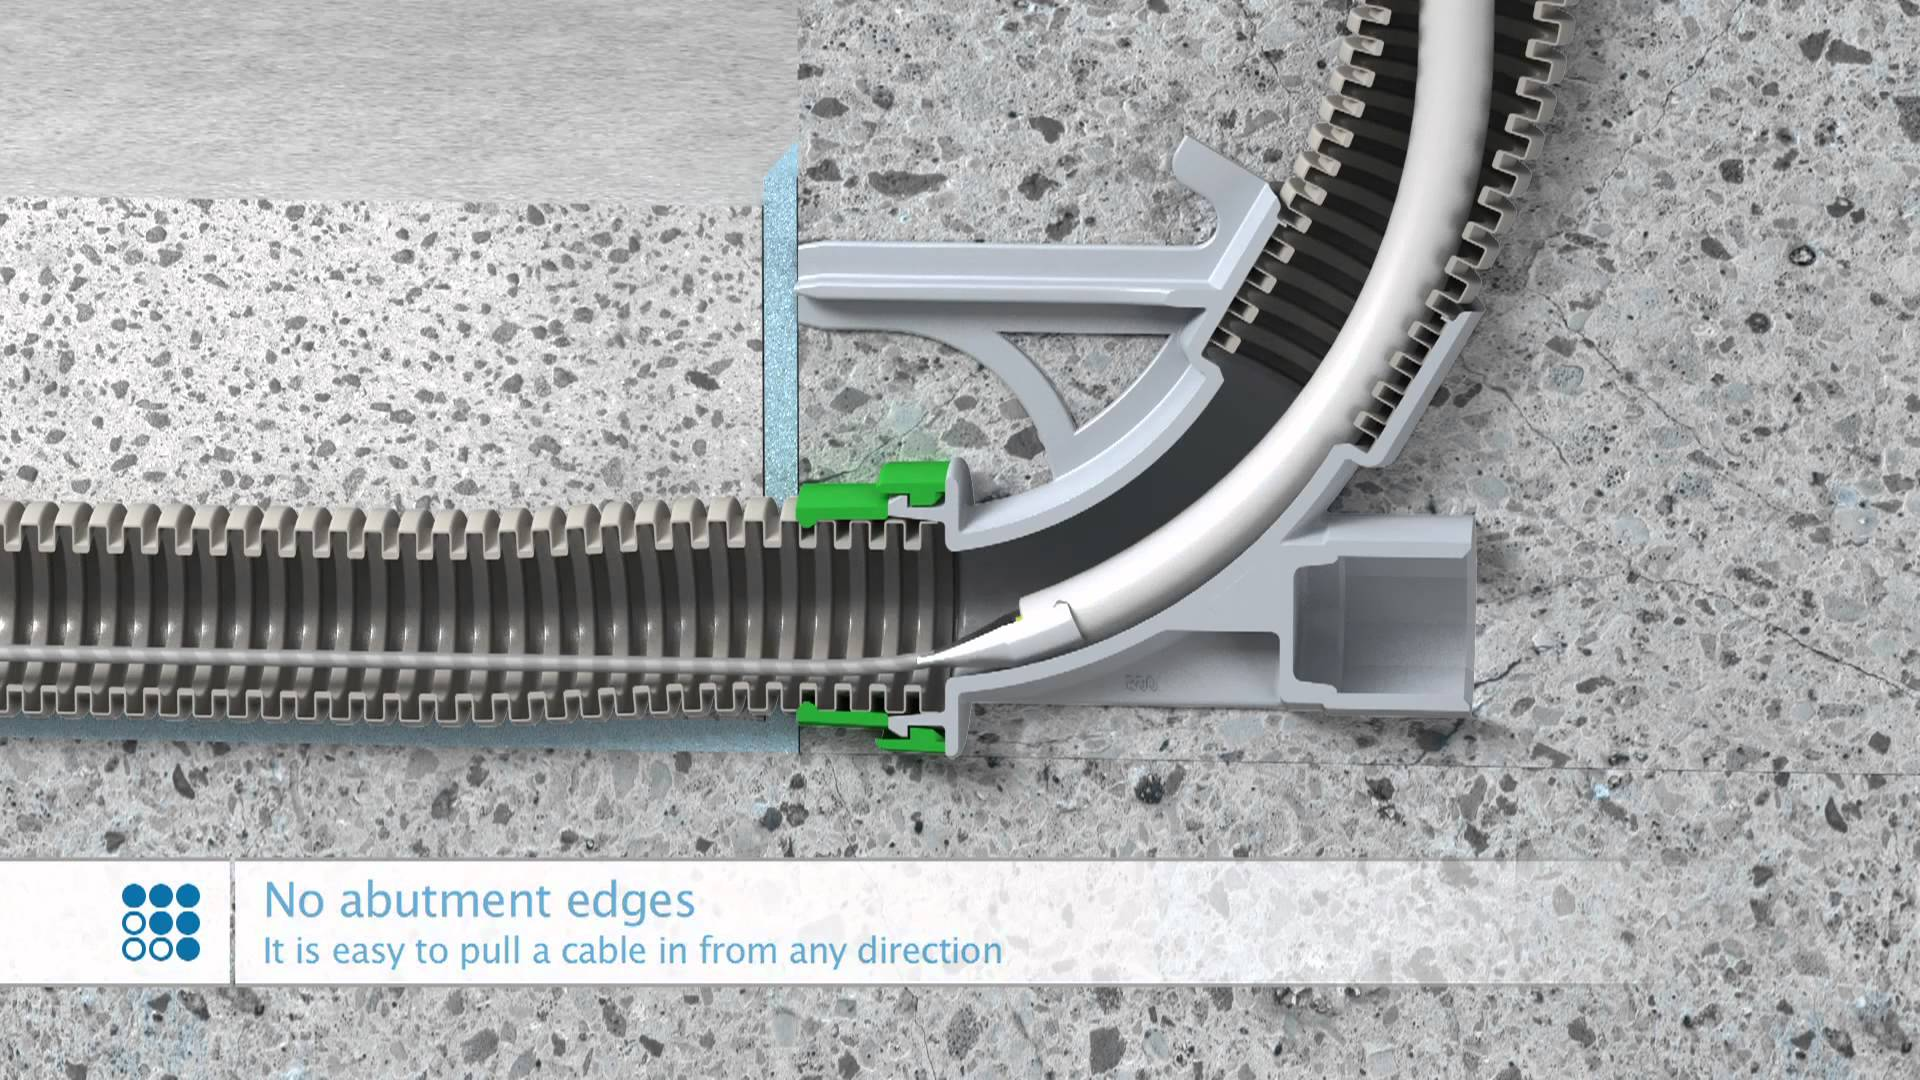 No abutment edges
It is easy to pull a cable in from any direction